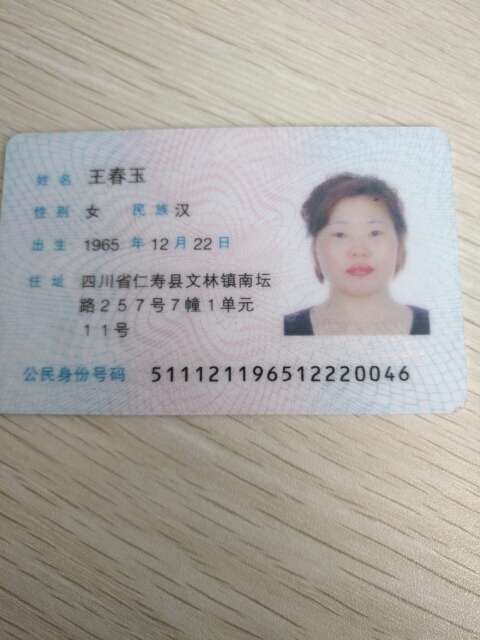 姓名 王春玉
性别 女 民族 汉
出生 1965 年 12 月 22 日
住址 四川省仁寿县文林镇南坛
路257号7幢1单元
11号
公民身份号码 511121196512220046